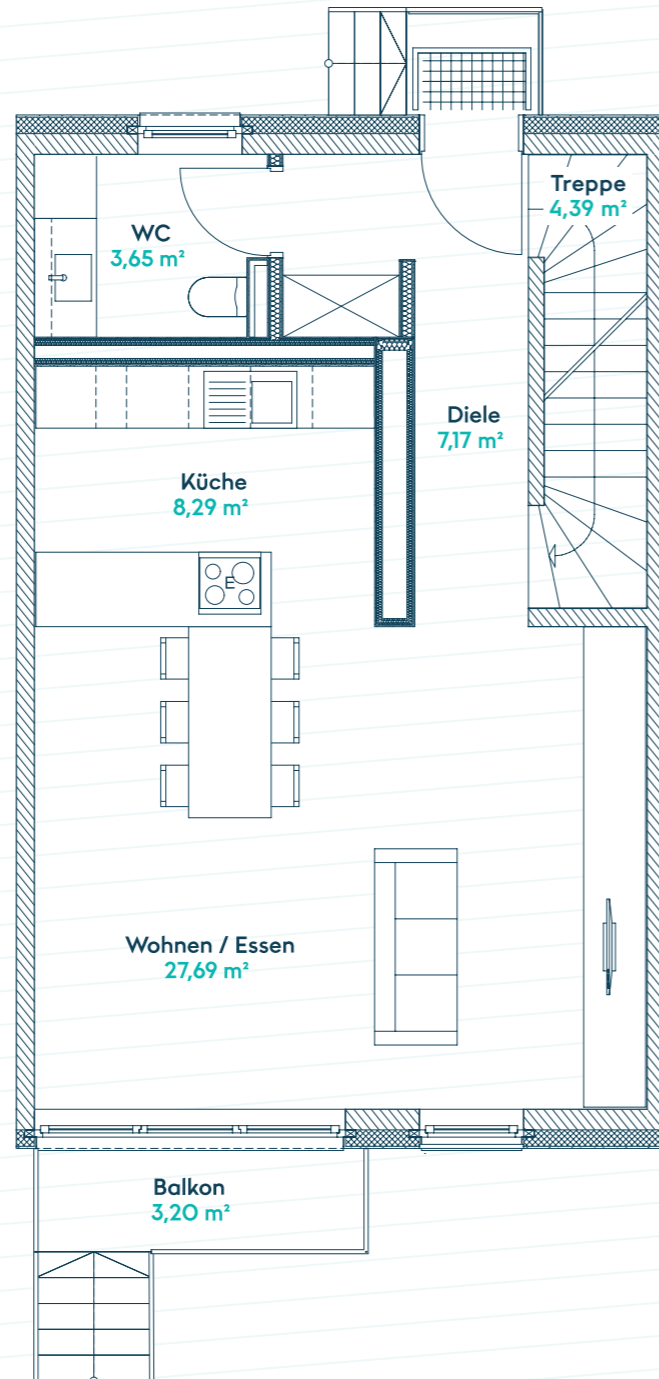 Treppe
4,39 m²
WC
3,65 m²
Diele
7,17 m²
Küche
8,29 m²
E
Wohnen / Essen
27,69 m²
Balkon
3,20 m²